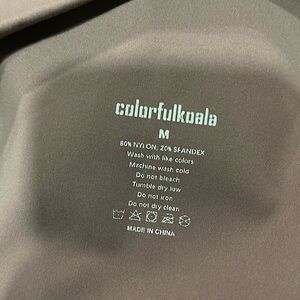 colorfulkoala
M
80% NYLON, 20% SPANDEX
Wash with like colors
Machine wash cold
Do not bleach
Tumble dry low
Do not iron
Do not dry clean
MADE IN CHINA